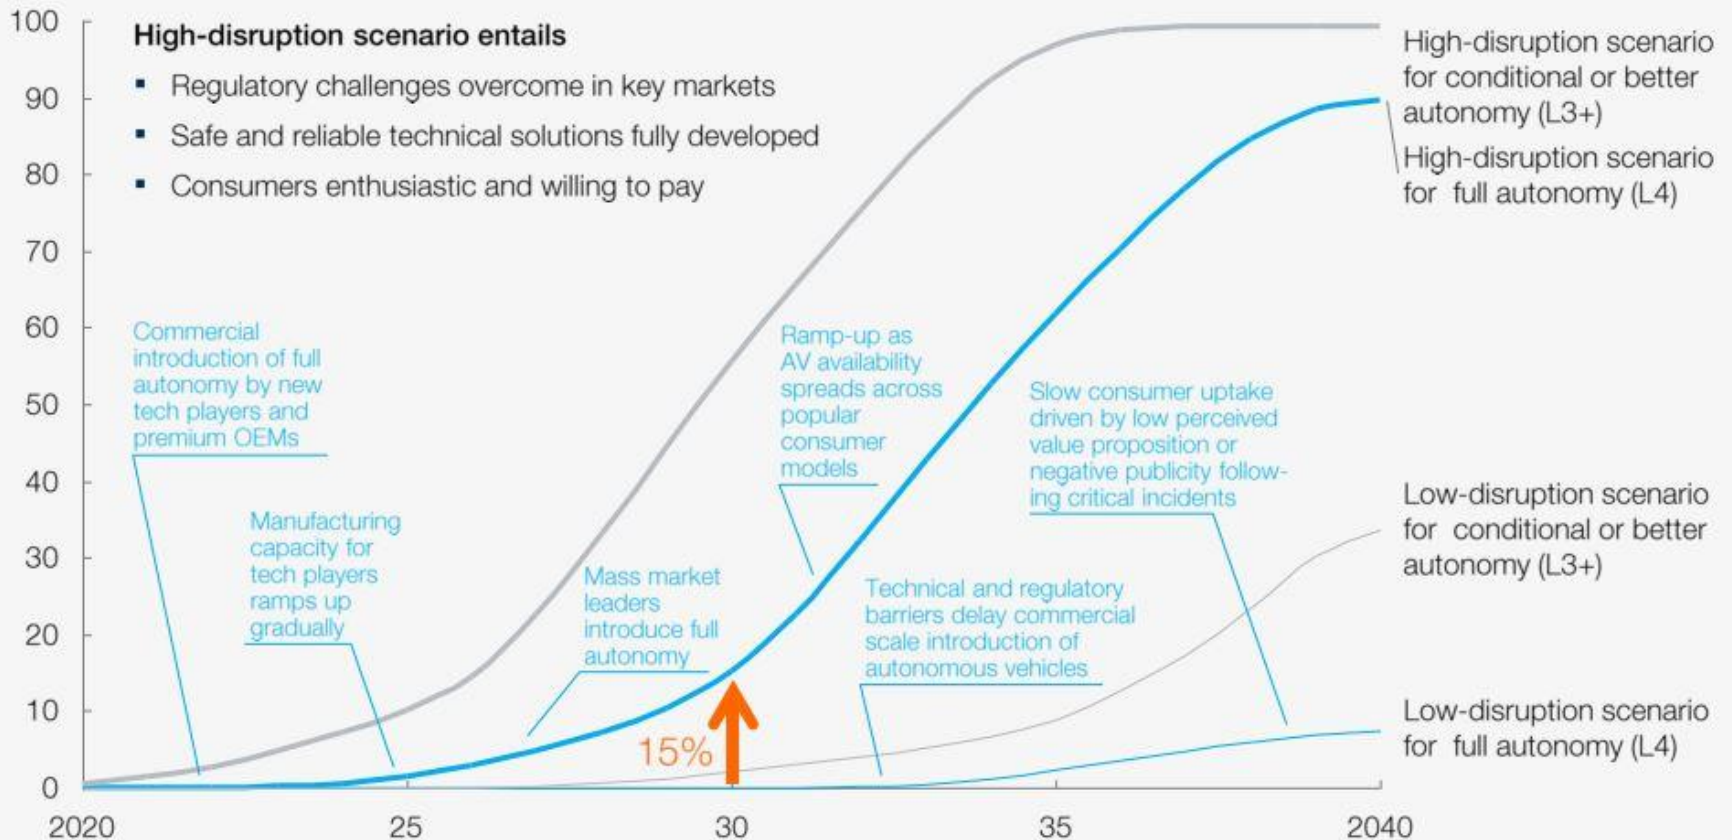 High-disruption scenario entails
▪ Regulatory challenges overcome in key markets
▪ Safe and reliable technical solutions fully developed
▪ Consumers enthusiastic and willing to pay
100
90
80
70
60
50
40
30
20
10
0
Commercial
introduction of full
autonomy by new
tech players and
premium OEMs
Manufacturing
capacity for
tech players
ramps up
gradually
Mass market
leaders
introduce full
autonomy
15%
Ramp-up as
AV availability
spreads across
popular
consumer
models
Technical and regulatory
barriers delay commercial
scale introduction of
autonomous vehicles
Slow consumer uptake
driven by low perceived
value proposition or
negative publicity follow-
ing critical incidents
High-disruption scenario
for conditional or better
autonomy (L3+)
High-disruption scenario
for full autonomy (L4)
Low-disruption scenario
for conditional or better
autonomy (L3+)
Low-disruption scenario
for full autonomy (L4)
2020
25
30
35
2040